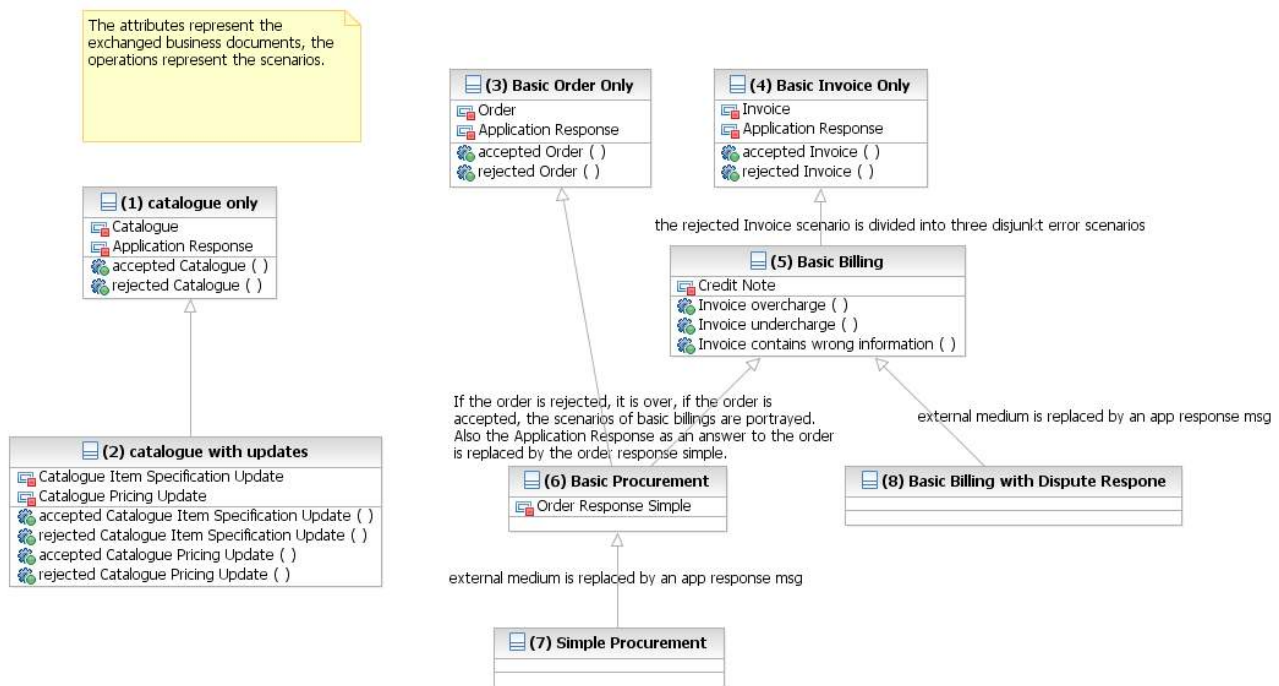 The attributes represent the
exchanged business documents, the
operations represent the scenarios.
(3) Basic Order Only
Order
Application Response
accepted Order ( )
rejected Order ( )
(4) Basic Invoice Only
Invoice
Application Response
accepted Invoice ( )
rejected Invoice ( )
(1) catalogue only
Catalogue
Application Response
accepted Catalogue ( )
rejected Catalogue ( )
the rejected Invoice scenario is divided into three disjunkt error scenarios
(5) Basic Billing
Credit Note
Invoice overcharge ( )
Invoice undercharge ( )
Invoice contains wrong information ( )
If the order is rejected, it is over, if the order is
accepted, the scenarios of basic billings are portrayed.
Also the Application Response as an answer to the order
is replaced by the order response simple.
external medium is replaced by an app response msg
(2) catalogue with updates
Catalogue Item Specification Update
Catalogue Pricing Update
accepted Catalogue Item Specification Update ( )
rejected Catalogue Item Specification Update ( )
accepted Catalogue Pricing Update ( )
rejected Catalogue Pricing Update ( )
(6) Basic Procurement
Order Response Simple
(8) Basic Billing with Dispute Respone
external medium is replaced by an app response msg
(7) Simple Procurement